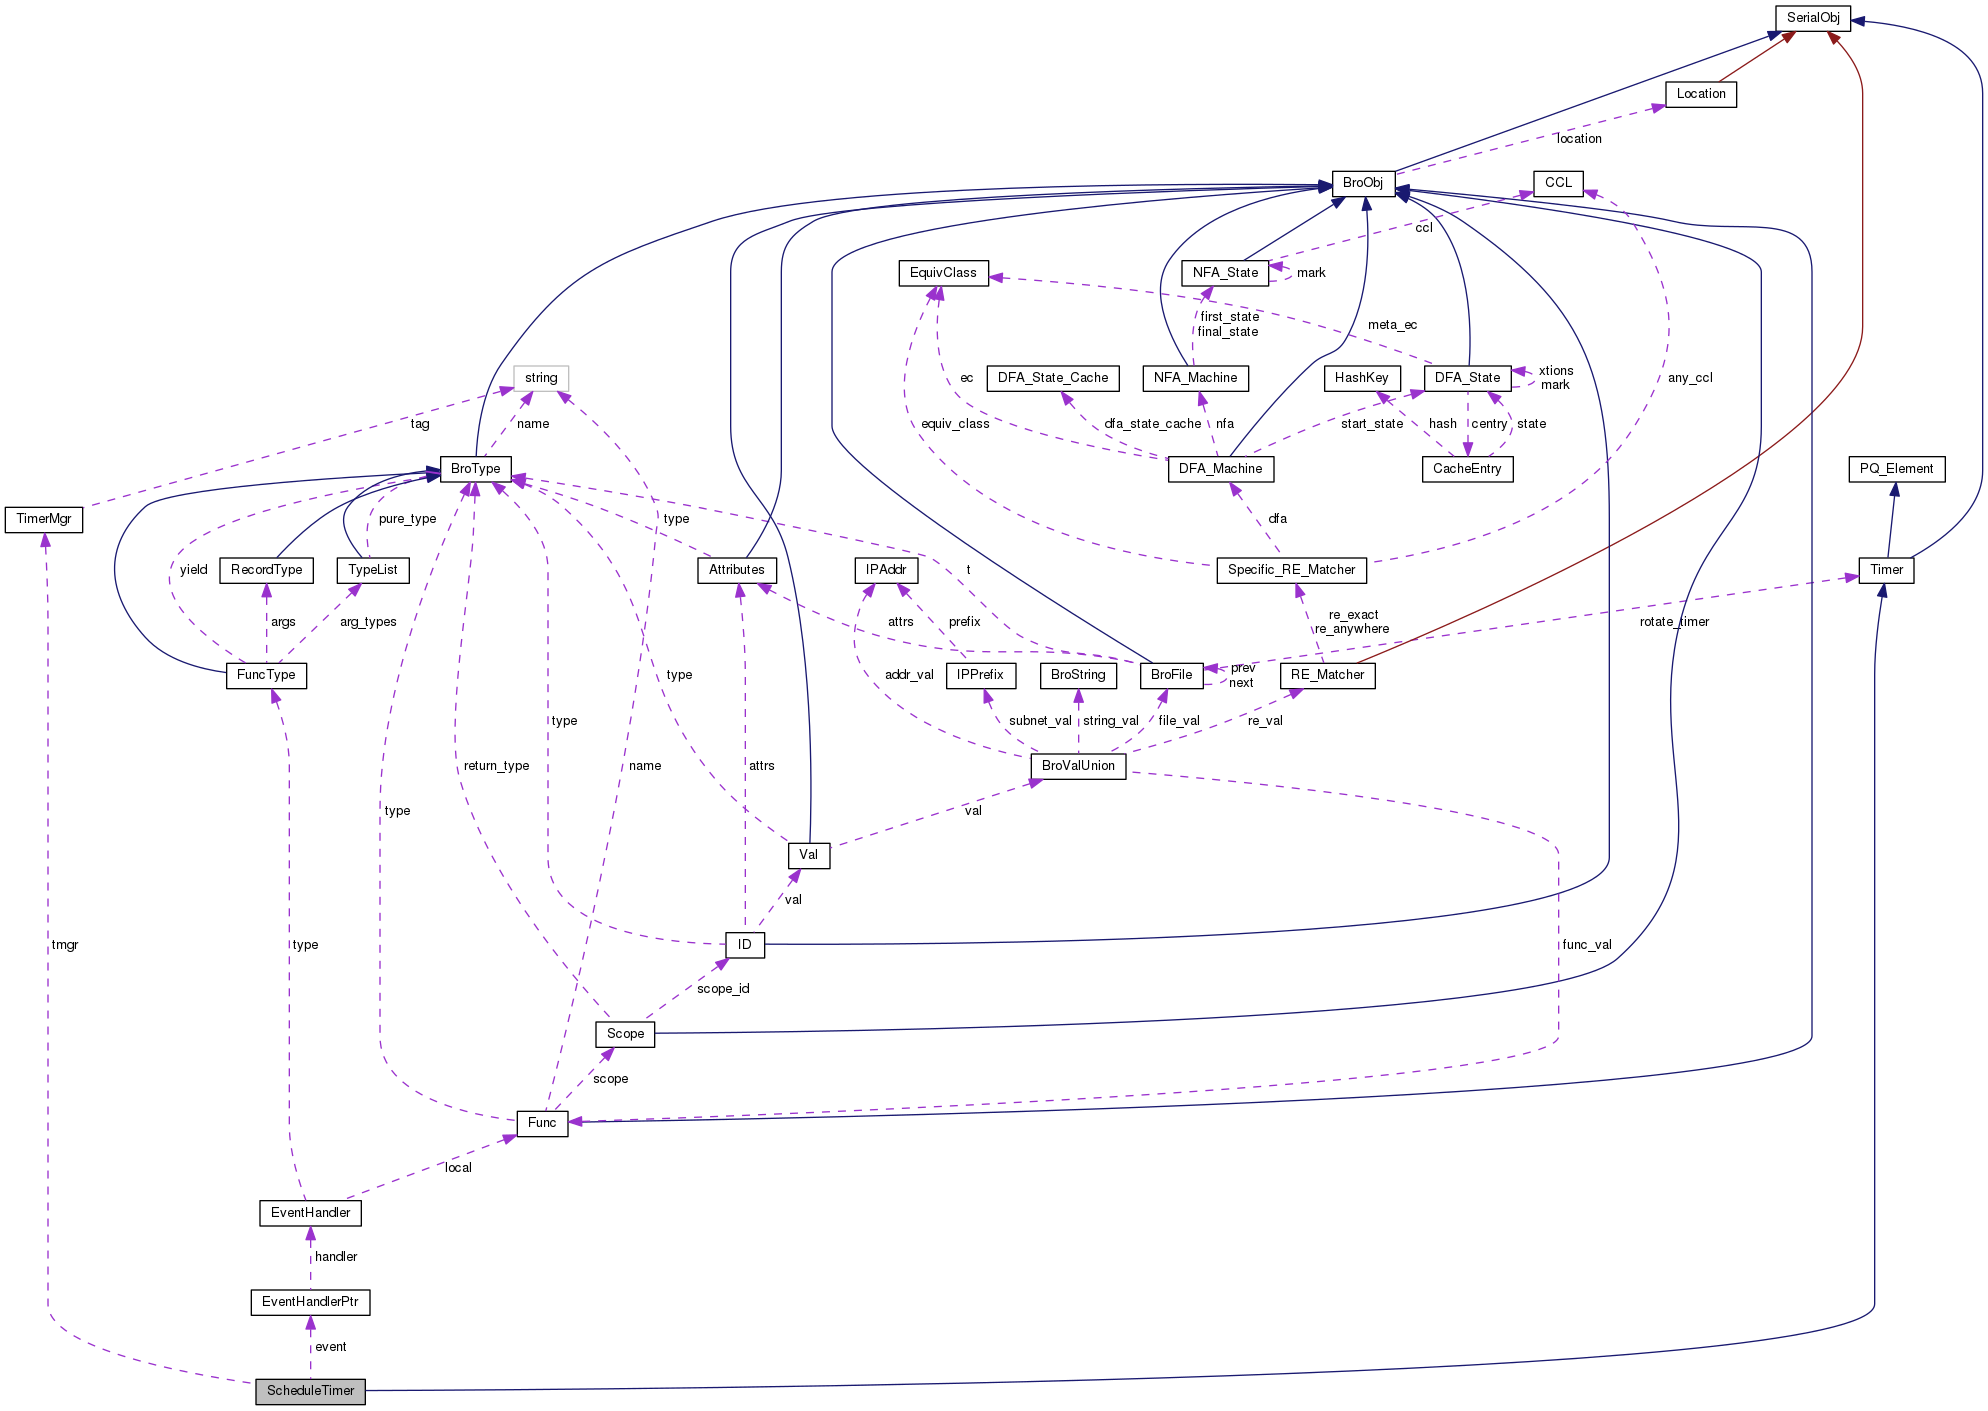 SerialObj
Location
location
BroObj
CCL
ccl
EquivClass
NFA_State
mark
first_state
final_state
meta_ec
string
ec
DFA_State_Cache
NFA_Machine
HashKey
DFA_State
xtions
mark
any_ccl
tag
name
equiv_class
dfa_state_cache
nfa
start_state
hash
centry
state
BroType
DFA_Machine
CacheEntry
PQ_Element
TimerMgr
pure_type
type
dfa
yield
RecordType
TypeList
Attributes
IPAddr
t
Specific_RE_Matcher
Timer
args
arg_types
attrs
prefix
re_exact
re_anywhere
rotate_timer
FuncType
type
addr_val
IPPrefix
BroString
BroFile
prev
next
RE_Matcher
type
subnet_val
string_val
file_val
re_val
return_type
name
attrs
BroValUnion
type
val
Val
val
tmgr
type
ID
func_val
scope_id
Scope
scope
Func
local
EventHandler
handler
EventHandlerPtr
event
ScheduleTimer